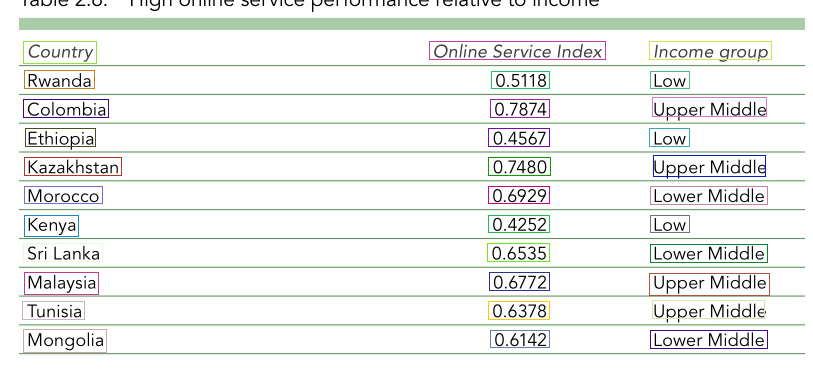 Table 2.6. High online service performance relative to income
Country Online Service Index Income group
Rwanda 0.5118 Low
Colombia 0.7874 Upper Middle
Ethiopia 0.4567 Low
Kazakhstan 0.7480 Upper Middle
Morocco 0.6929 Lower Middle
Kenya 0.4252 Low
Sri Lanka 0.6535 Lower Middle
Malaysia 0.6772 Upper Middle
Tunisia 0.6378 Upper Middle
Mongolia 0.6142 Lower Middle